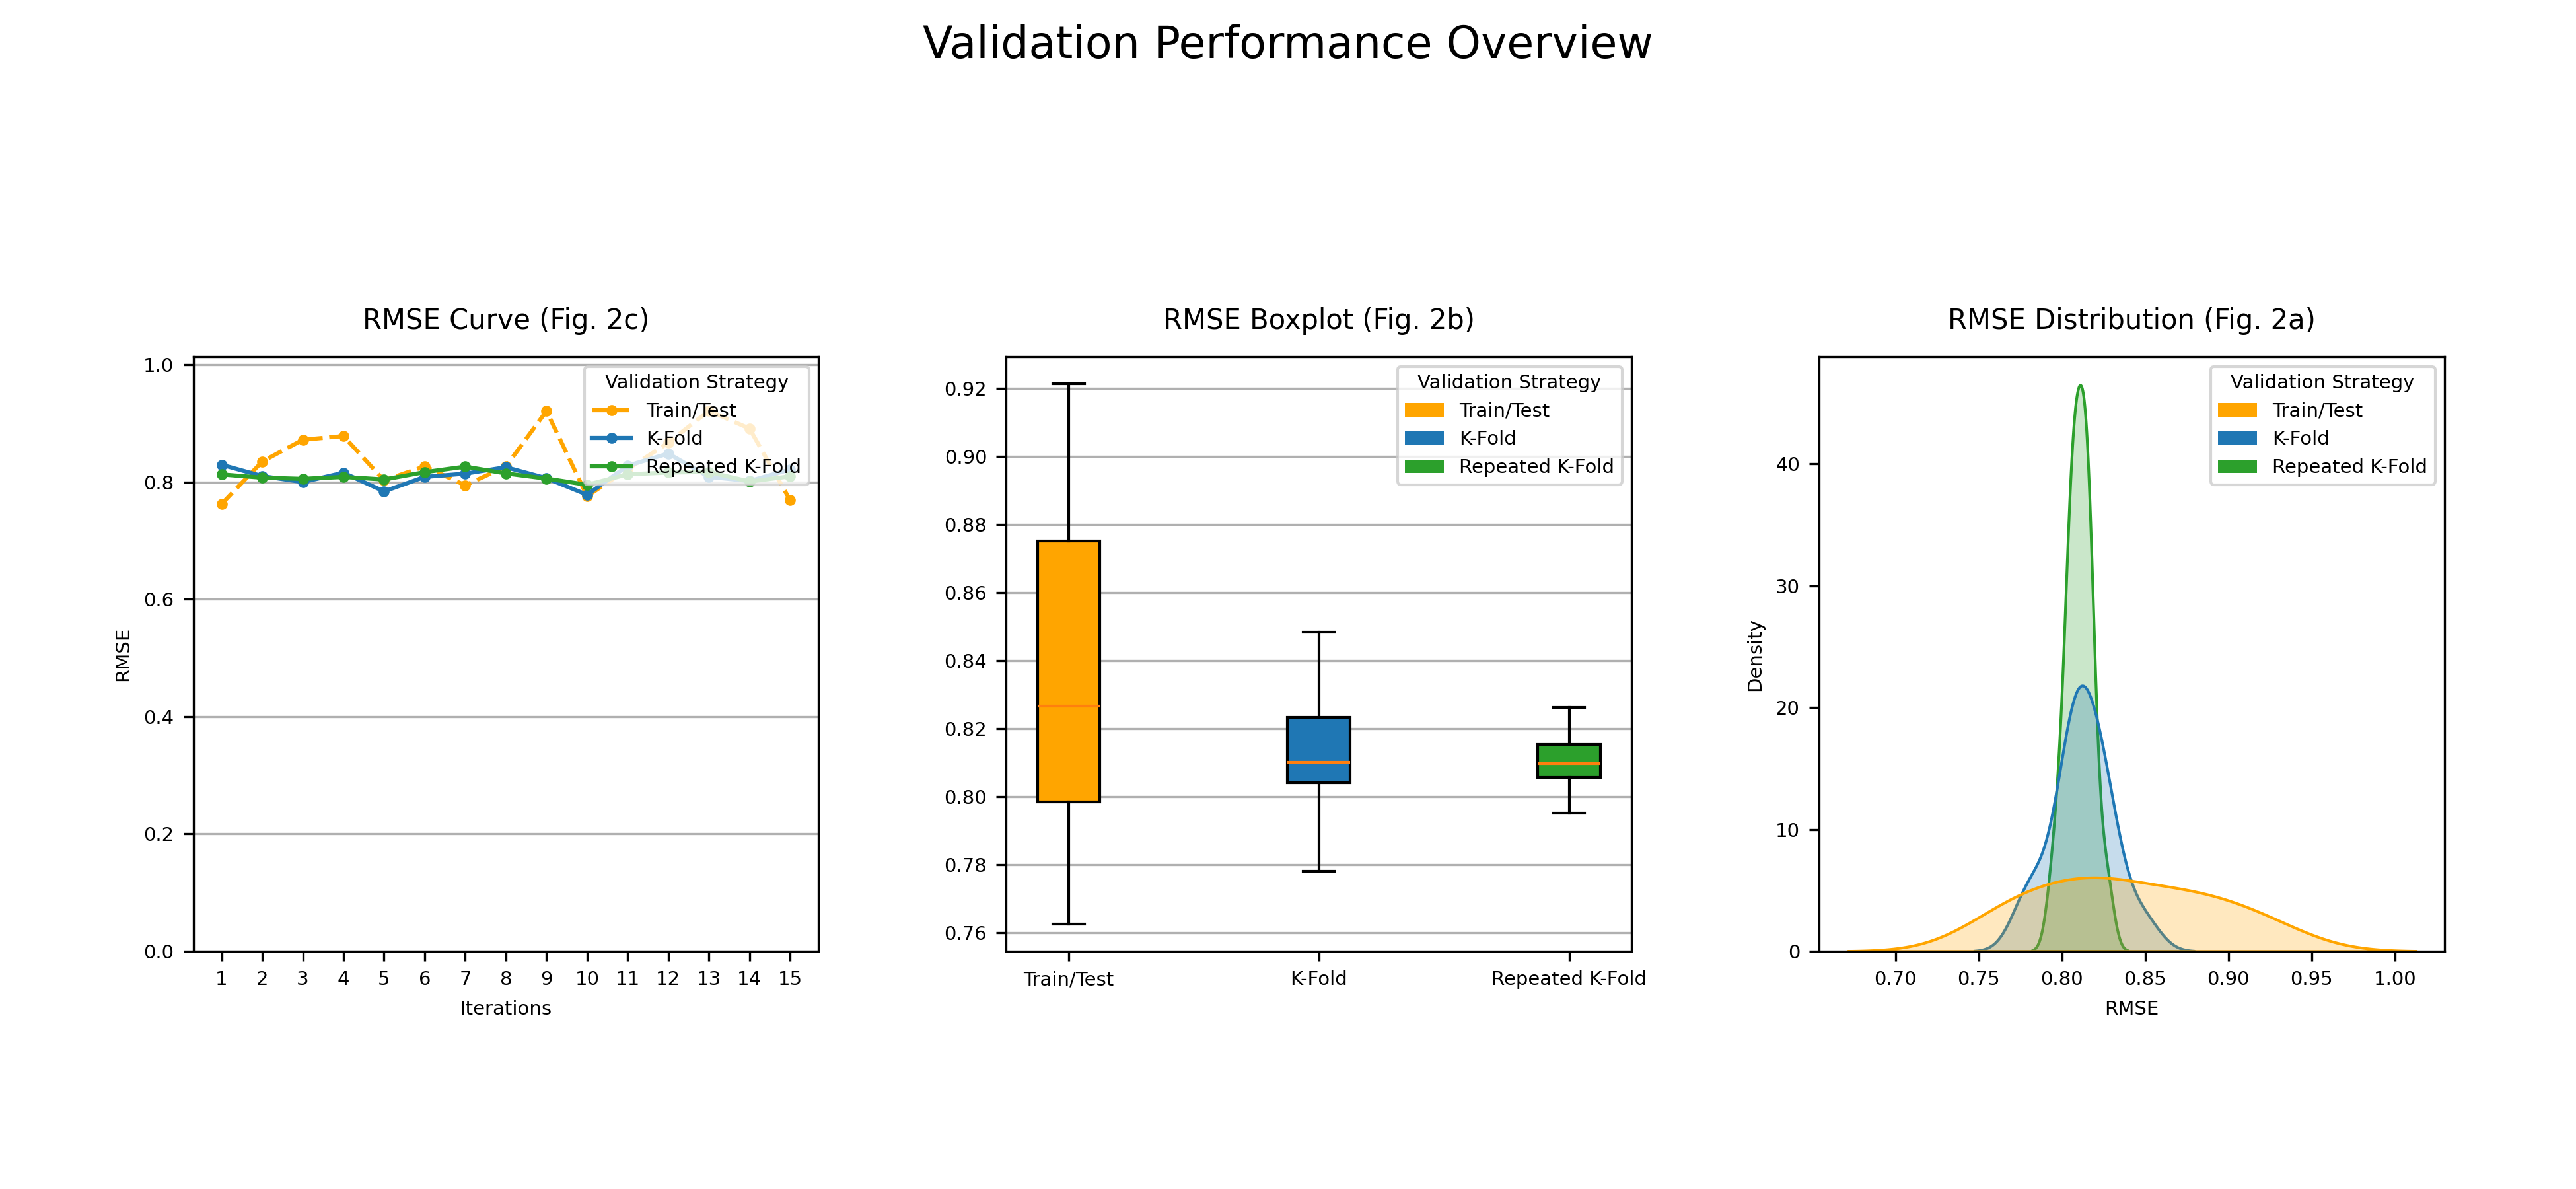 Validation Performance Overview
RMSE Curve (Fig. 2c)
1.0
0.8
0.6
0.4
0.2
0.0
RMSE
1 2 3 4 5 6 7 8 9 10 11 12 13 14 15
Iterations
Validation Strategy
Train/Test
K-Fold
Repeated K-Fold
RMSE Boxplot (Fig. 2b)
0.92
0.90
0.88
0.86
0.84
0.82
0.80
0.78
0.76
Train/Test K-Fold Repeated K-Fold
Validation Strategy
Train/Test
K-Fold
Repeated K-Fold
RMSE Distribution (Fig. 2a)
40
30
20
10
0
Density
0.70 0.75 0.80 0.85 0.90 0.95 1.00
RMSE
Validation Strategy
Train/Test
K-Fold
Repeated K-Fold